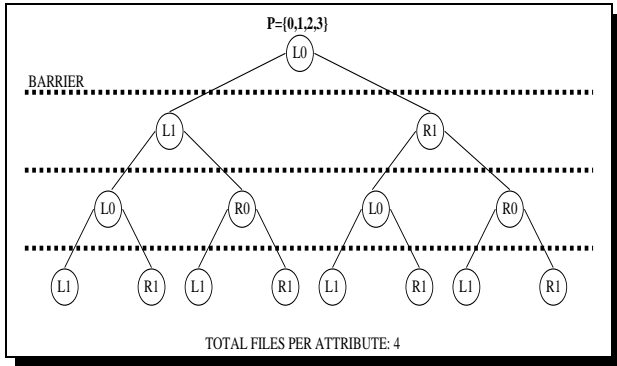 P={0,1,2,3}
L0
BARRIER
L1 R1
L0 R0 L0 R0
L1 R1 L1 R1 L1 R1 L1 R1
TOTAL FILES PER ATTRIBUTE: 4